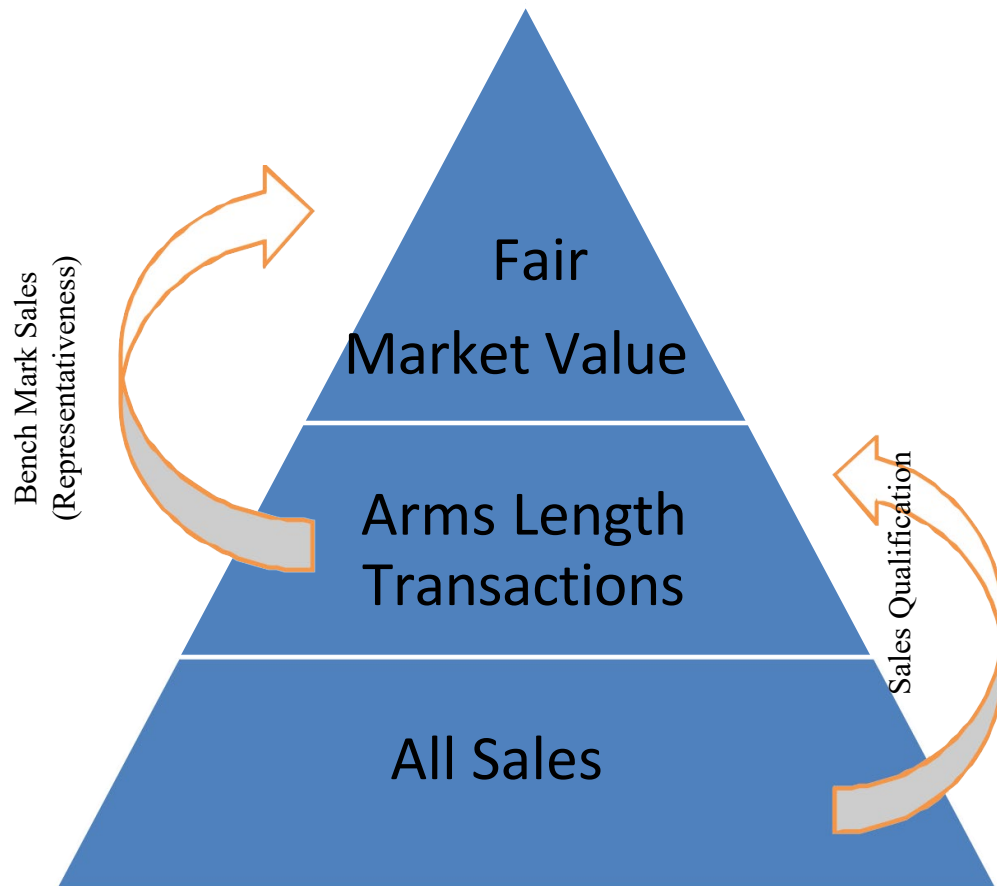 Fair
Market Value
Bench Mark Sales
(Representativeness)
Arms Length
Transactions
Sales Qualification
All Sales